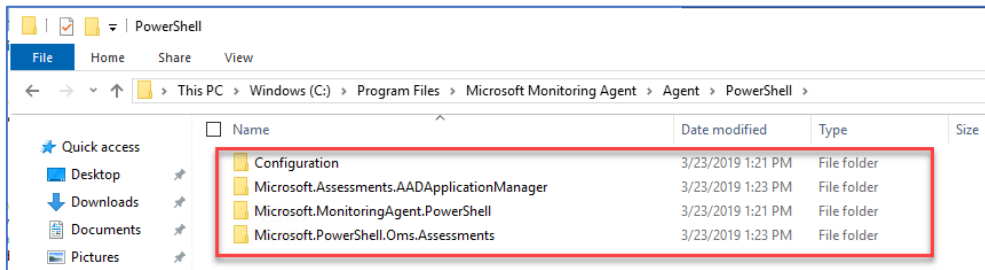 PowerShell
File Home Share View
This PC > Windows (C:) > Program Files > Microsoft Monitoring Agent > Agent > PowerShell >
Name Date modified Type Size
Quick access
Configuration 3/23/2019 1:21 PM File folder
Desktop
Microsoft.Assessments.AADApplicationManager 3/23/2019 1:23 PM File folder
Downloads
Microsoft.MonitoringAgent.PowerShell 3/23/2019 1:21 PM File folder
Documents
Microsoft.PowerShell.Oms.Assessments 3/23/2019 1:23 PM File folder
Pictures